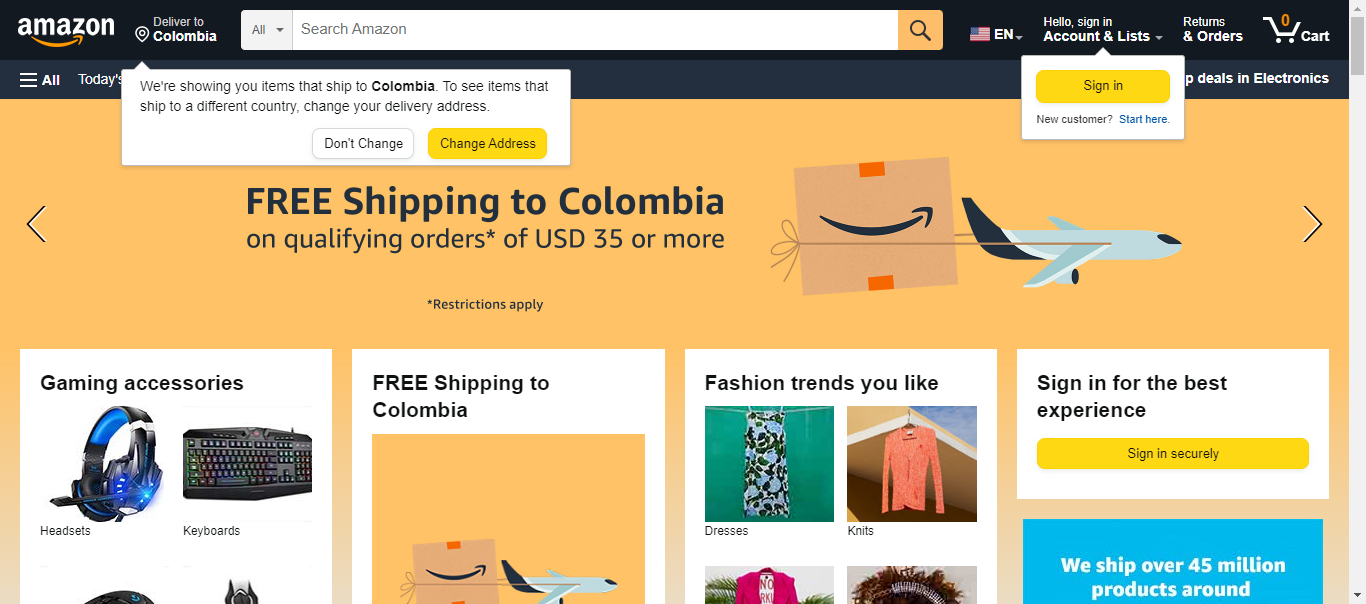 amazon
Deliver to
Colombia
All
Search Amazon
EN
Hello, sign in
Account & Lists
Returns
& Orders
0
Cart
All
Today's
p deals in Electronics
We're showing you items that ship to Colombia. To see items that
ship to a different country, change your delivery address.
Don't Change
Change Address
Sign in
New customer? Start here.
FREE Shipping to Colombia
on qualifying orders* of USD 35 or more
*Restrictions apply
Gaming accessories
Headsets
Keyboards
FREE Shipping to
Colombia
Fashion trends you like
Dresses
Knits
Sign in for the best
experience
Sign in securely
We ship over 45 million
products around